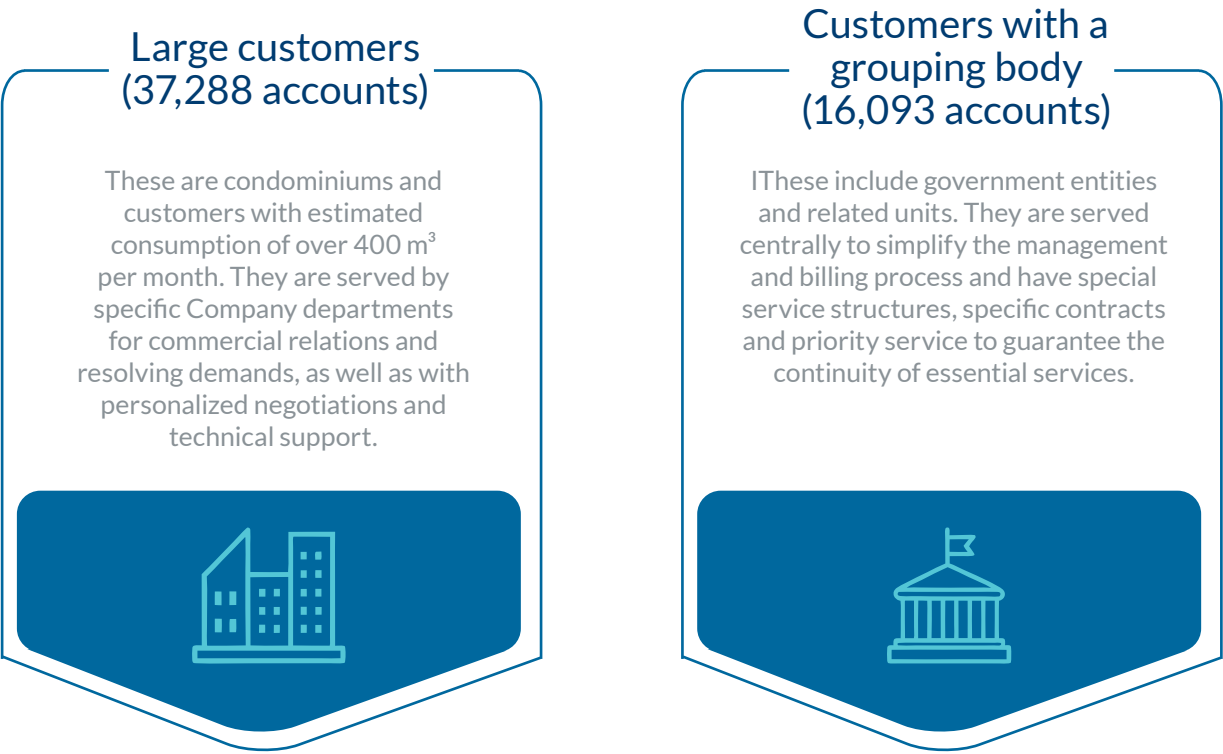 Large customers
(37,288 accounts)
These are condominiums and
customers with estimated
consumption of over 400 m³
per month. They are served by
specific Company departments
for commercial relations and
resolving demands, as well as with
personalized negotiations and
technical support.
Customers with a
grouping body
(16,093 accounts)
IThese include government entities
and related units. They are served
centrally to simplify the management
and billing process and have special
service structures, specific contracts
and priority service to guarantee the
continuity of essential services.